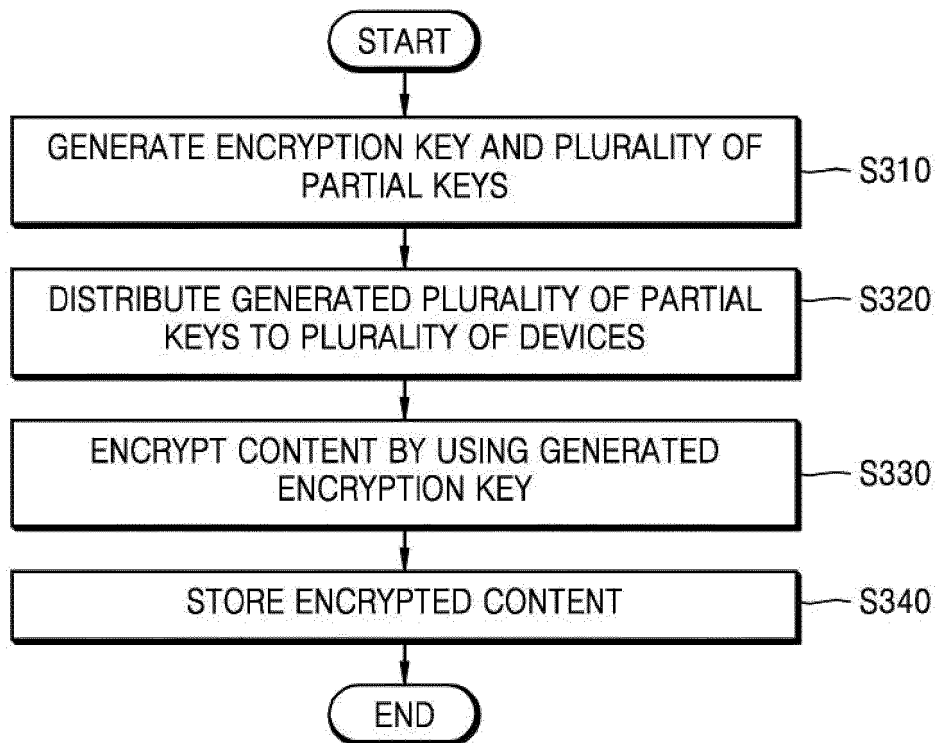 START
GENERATE ENCRYPTION KEY AND PLURALITY OF
PARTIAL KEYS
S310
DISTRIBUTE GENERATED PLURALITY OF PARTIAL
KEYS TO PLURALITY OF DEVICES
S320
ENCRYPT CONTENT BY USING GENERATED
ENCRYPTION KEY
S330
STORE ENCRYPTED CONTENT
S340
END